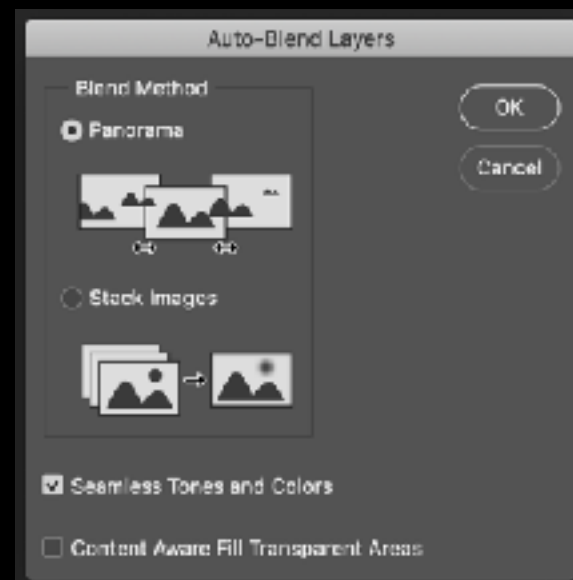 Auto-Blend Layers
Blend Method
Panorama
OK
Cancel
Stack Images
Seamless Tones and Colors
Content Aware Fill Transparent Areas